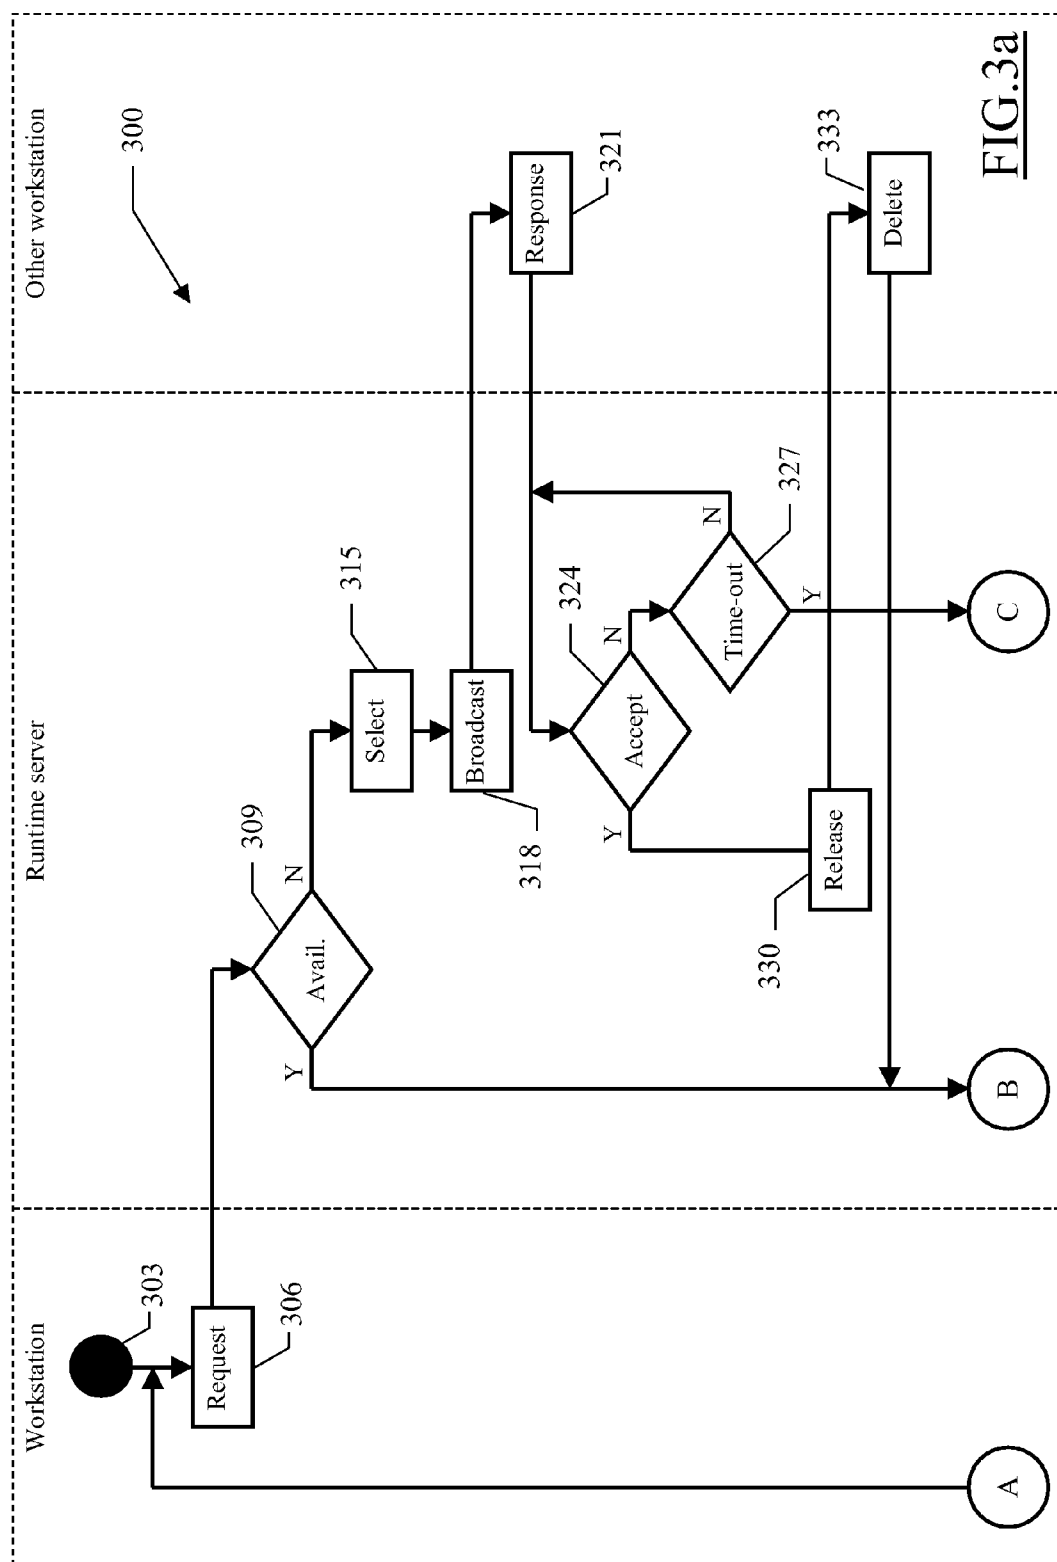 Workstation
Runtime server
Other workstation
300
303
Request
306
Avail.
309
Y
N
Select
315
Broadcast
318
Response
321
Accept
324
Y
N
Time-out
327
N
Y
Release
330
Delete
333
A
B
C
FIG.3a